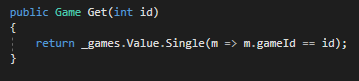 public Game Get(int id)
{
    return _games.Value.Single(m => m.gameId == id);
}